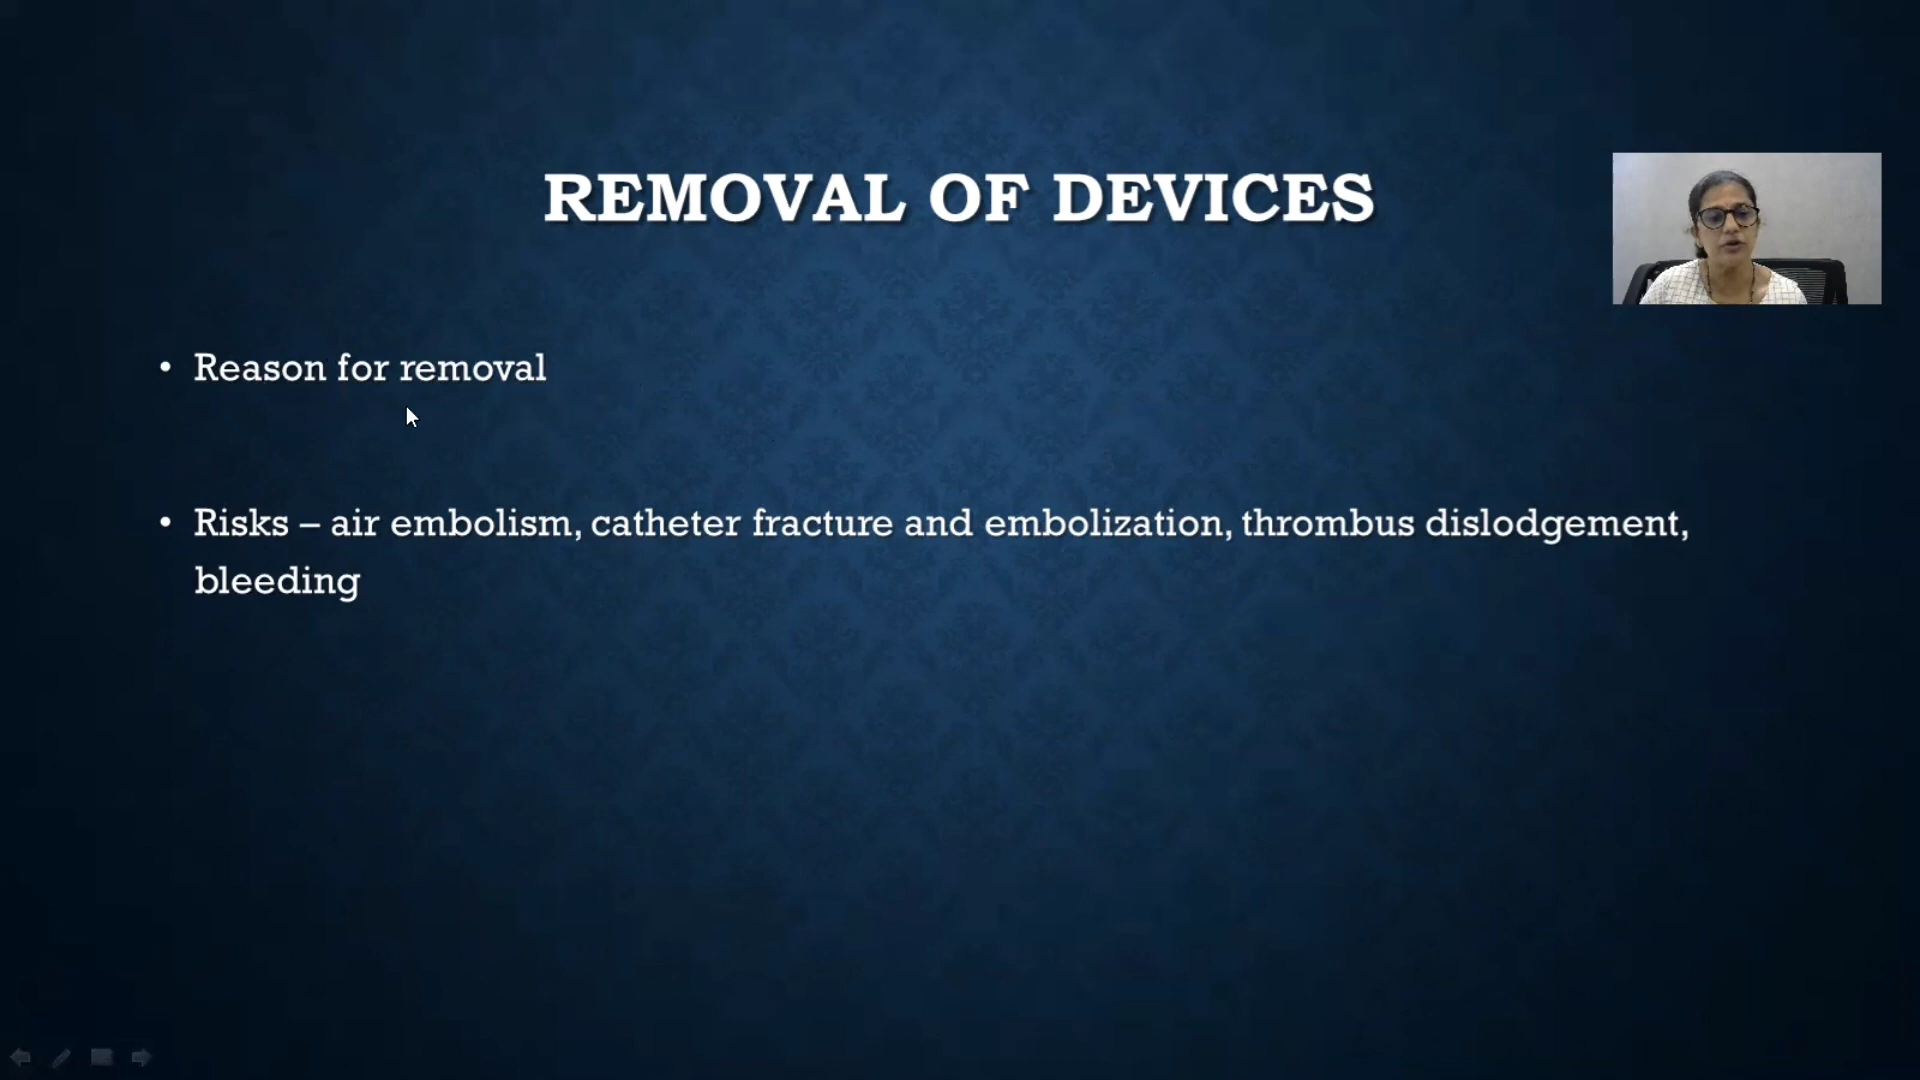 REMOVAL OF DEVICES
• Reason for removal
• Risks – air embolism, catheter fracture and embolization, thrombus dislodgement,
bleeding